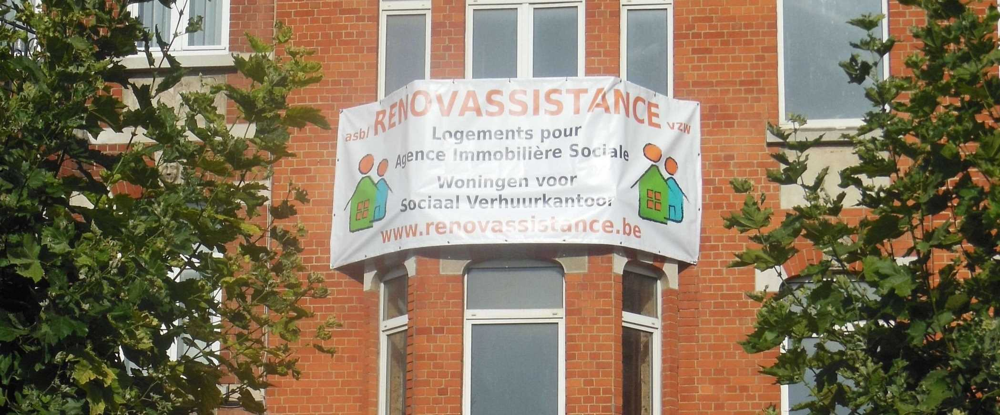 asbl RENOVASSISTANCE vzw
Logements pour
Agence Immobilière Sociale
Woningen voor
Sociaal Verhuurkantoor
www.renovassistance.be